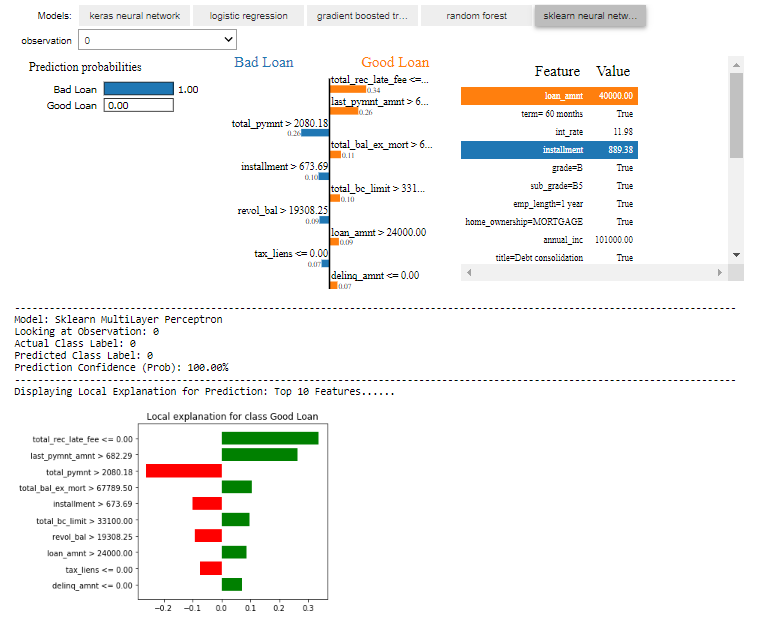 Models: keras neural network logistic regression gradient boosted tr... random forest sklearn neural netw...
observation 0
Prediction probabilities
Bad Loan 1.00
Good Loan 0.00
Bad Loan Good Loan
total_rec_late_fee <=...
0.34
last_pymnt_amnt > 6...
0.26
total_pymnt > 2080.18
0.26
total_bal_ex_mort > 6...
0.11
installment > 673.69
0.10
total_bc_limit > 331...
0.10
revol_bal > 19308.25
0.09
loan_amnt > 24000.00
0.09
tax_liens <= 0.00
0.07
delinq_amnt <= 0.00
0.07
Feature Value
loan_amnt 40000.00
term= 60 months True
int_rate 11.98
installment 889.38
grade=B True
sub_grade=B5 True
emp_length=1 year True
home_ownership=MORTGAGE True
annual_inc 101000.00
title=Debt consolidation True
--------------------------------------------------------------------------------------------------------------------
Model: Sklearn MultiLayer Perceptron
Looking at Observation: 0
Actual Class Label: 0
Predicted Class Label: 0
Prediction Confidence (Prob): 100.00%
--------------------------------------------------------------------------------------------------------------------
Displaying Local Explanation for Prediction: Top 10 Features......
Local explanation for class Good Loan
total_rec_late_fee <= 0.00
last_pymnt_amnt > 682.29
total_pymnt > 2080.18
total_bal_ex_mort > 67789.50
installment > 673.69
total_bc_limit > 33100.00
revol_bal > 19308.25
loan_amnt > 24000.00
tax_liens <= 0.00
delinq_amnt <= 0.00
−0.2 −0.1 0.0 0.1 0.2 0.3